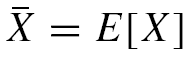 X̄ = E[X]